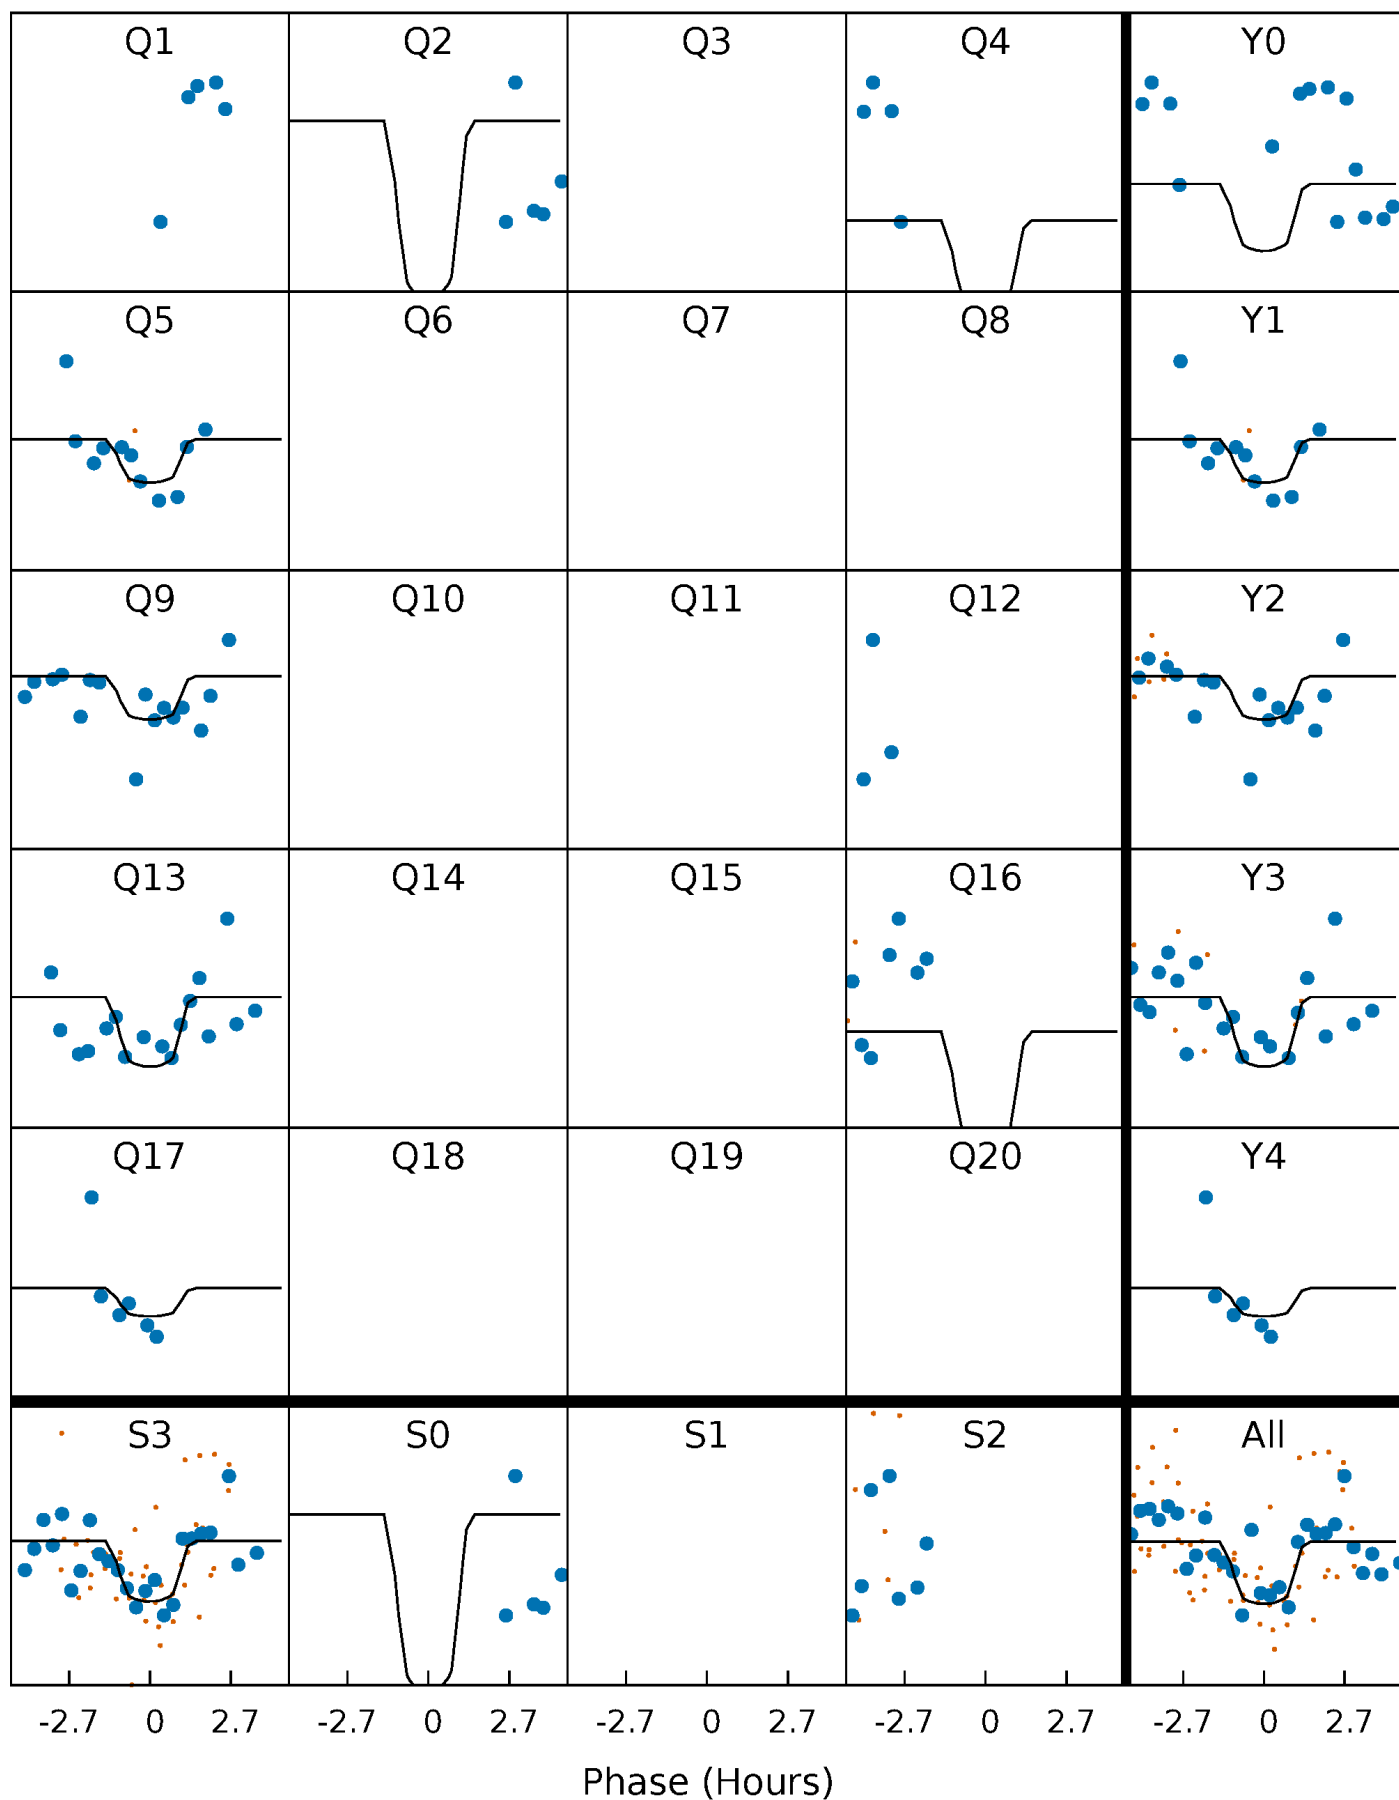 Q1 Q2 Q3 Q4 Y0
Q5 Q6 Q7 Q8 Y1
Q9 Q10 Q11 Q12 Y2
Q13 Q14 Q15 Q16 Y3
Q17 Q18 Q19 Q20 Y4
S3 S0 S1 S2 All
-2.7 0 2.7 -2.7 0 2.7 -2.7 0 2.7 -2.7 0 2.7 -2.7 0 2.7
Phase (Hours)